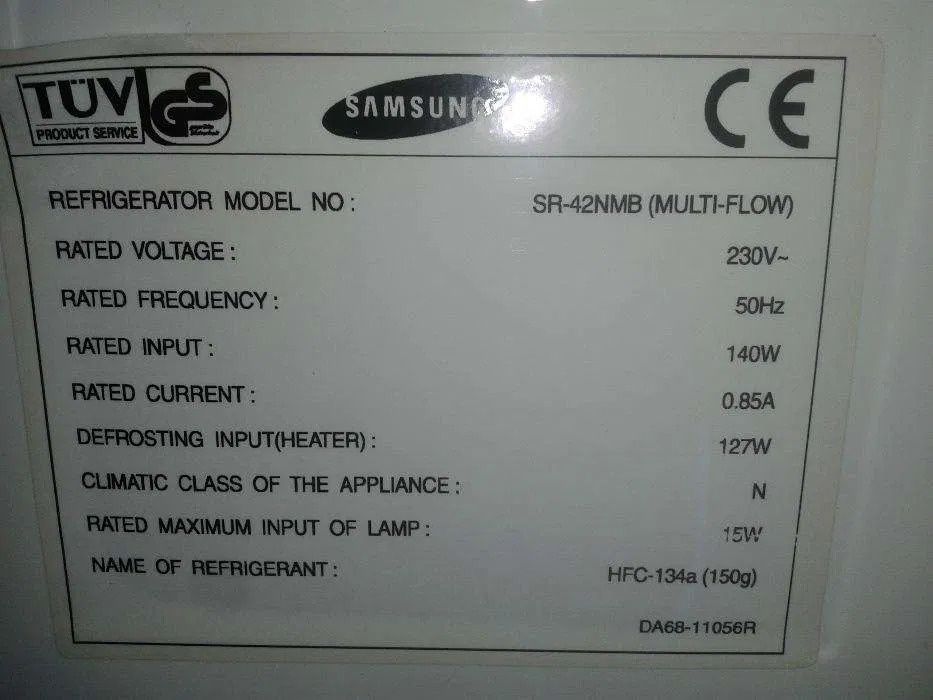 TÜV
PRODUCT SERVICE
GS
SAMSUNG
CE
REFRIGERATOR MODEL NO : SR-42NMB (MULTI-FLOW)
RATED VOLTAGE : 230V~
RATED FREQUENCY : 50Hz
RATED INPUT : 140W
RATED CURRENT : 0.85A
DEFROSTING INPUT(HEATER) : 127W
CLIMATIC CLASS OF THE APPLIANCE : N
RATED MAXIMUM INPUT OF LAMP : 15W
NAME OF REFRIGERANT : HFC-134a (150g)
DA68-11056R